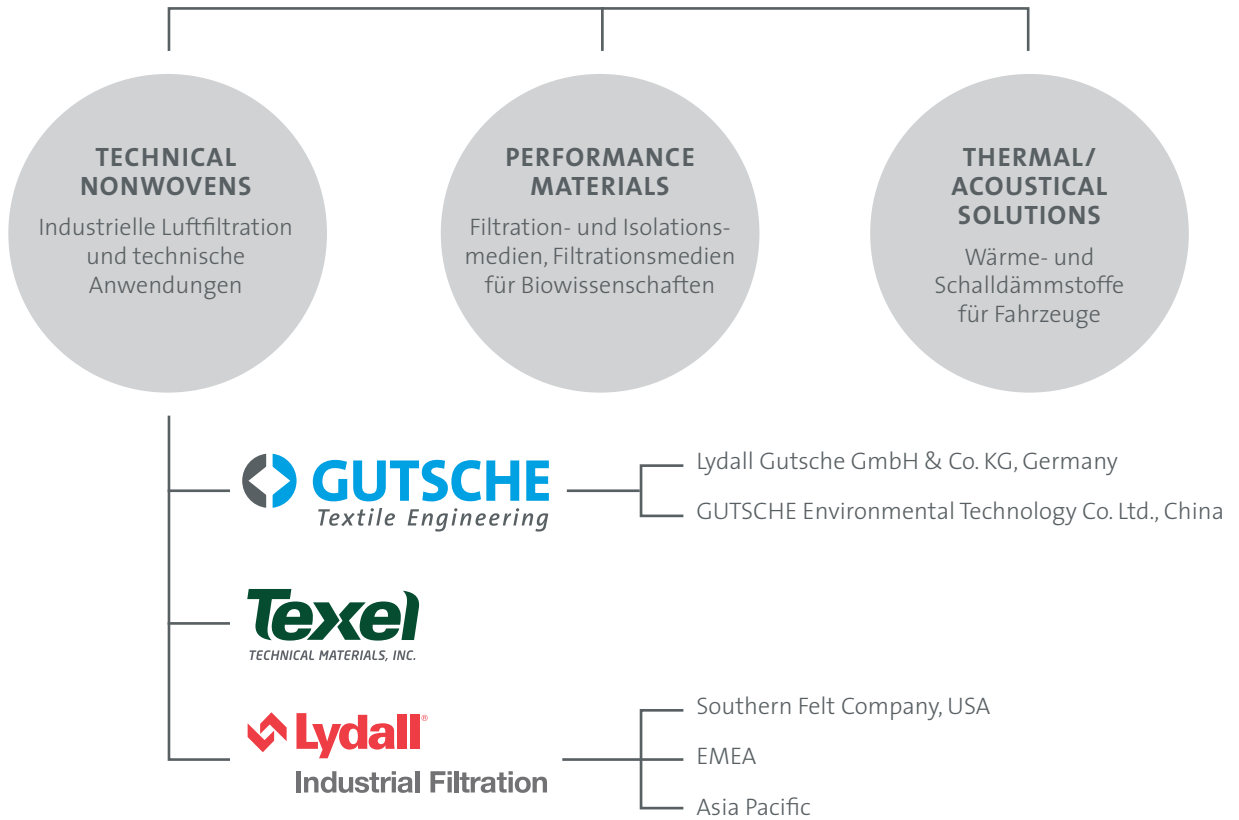 TECHNICAL
NONWOVENS
Industrielle Luftfiltration
und technische
Anwendungen
PERFORMANCE
MATERIALS
Filtration- und Isolations-
medien, Filtrationsmedien
für Biowissenschaften
THERMAL/
ACOUSTICAL
SOLUTIONS
Wärme- und
Schalldämmstoffe
für Fahrzeuge
GUTSCHE
Textile Engineering
Lydall Gutsche GmbH & Co. KG, Germany
GUTSCHE Environmental Technology Co. Ltd., China
Texel
TECHNICAL MATERIALS, INC.
Lydall®
Industrial Filtration
Southern Felt Company, USA
EMEA
Asia Pacific